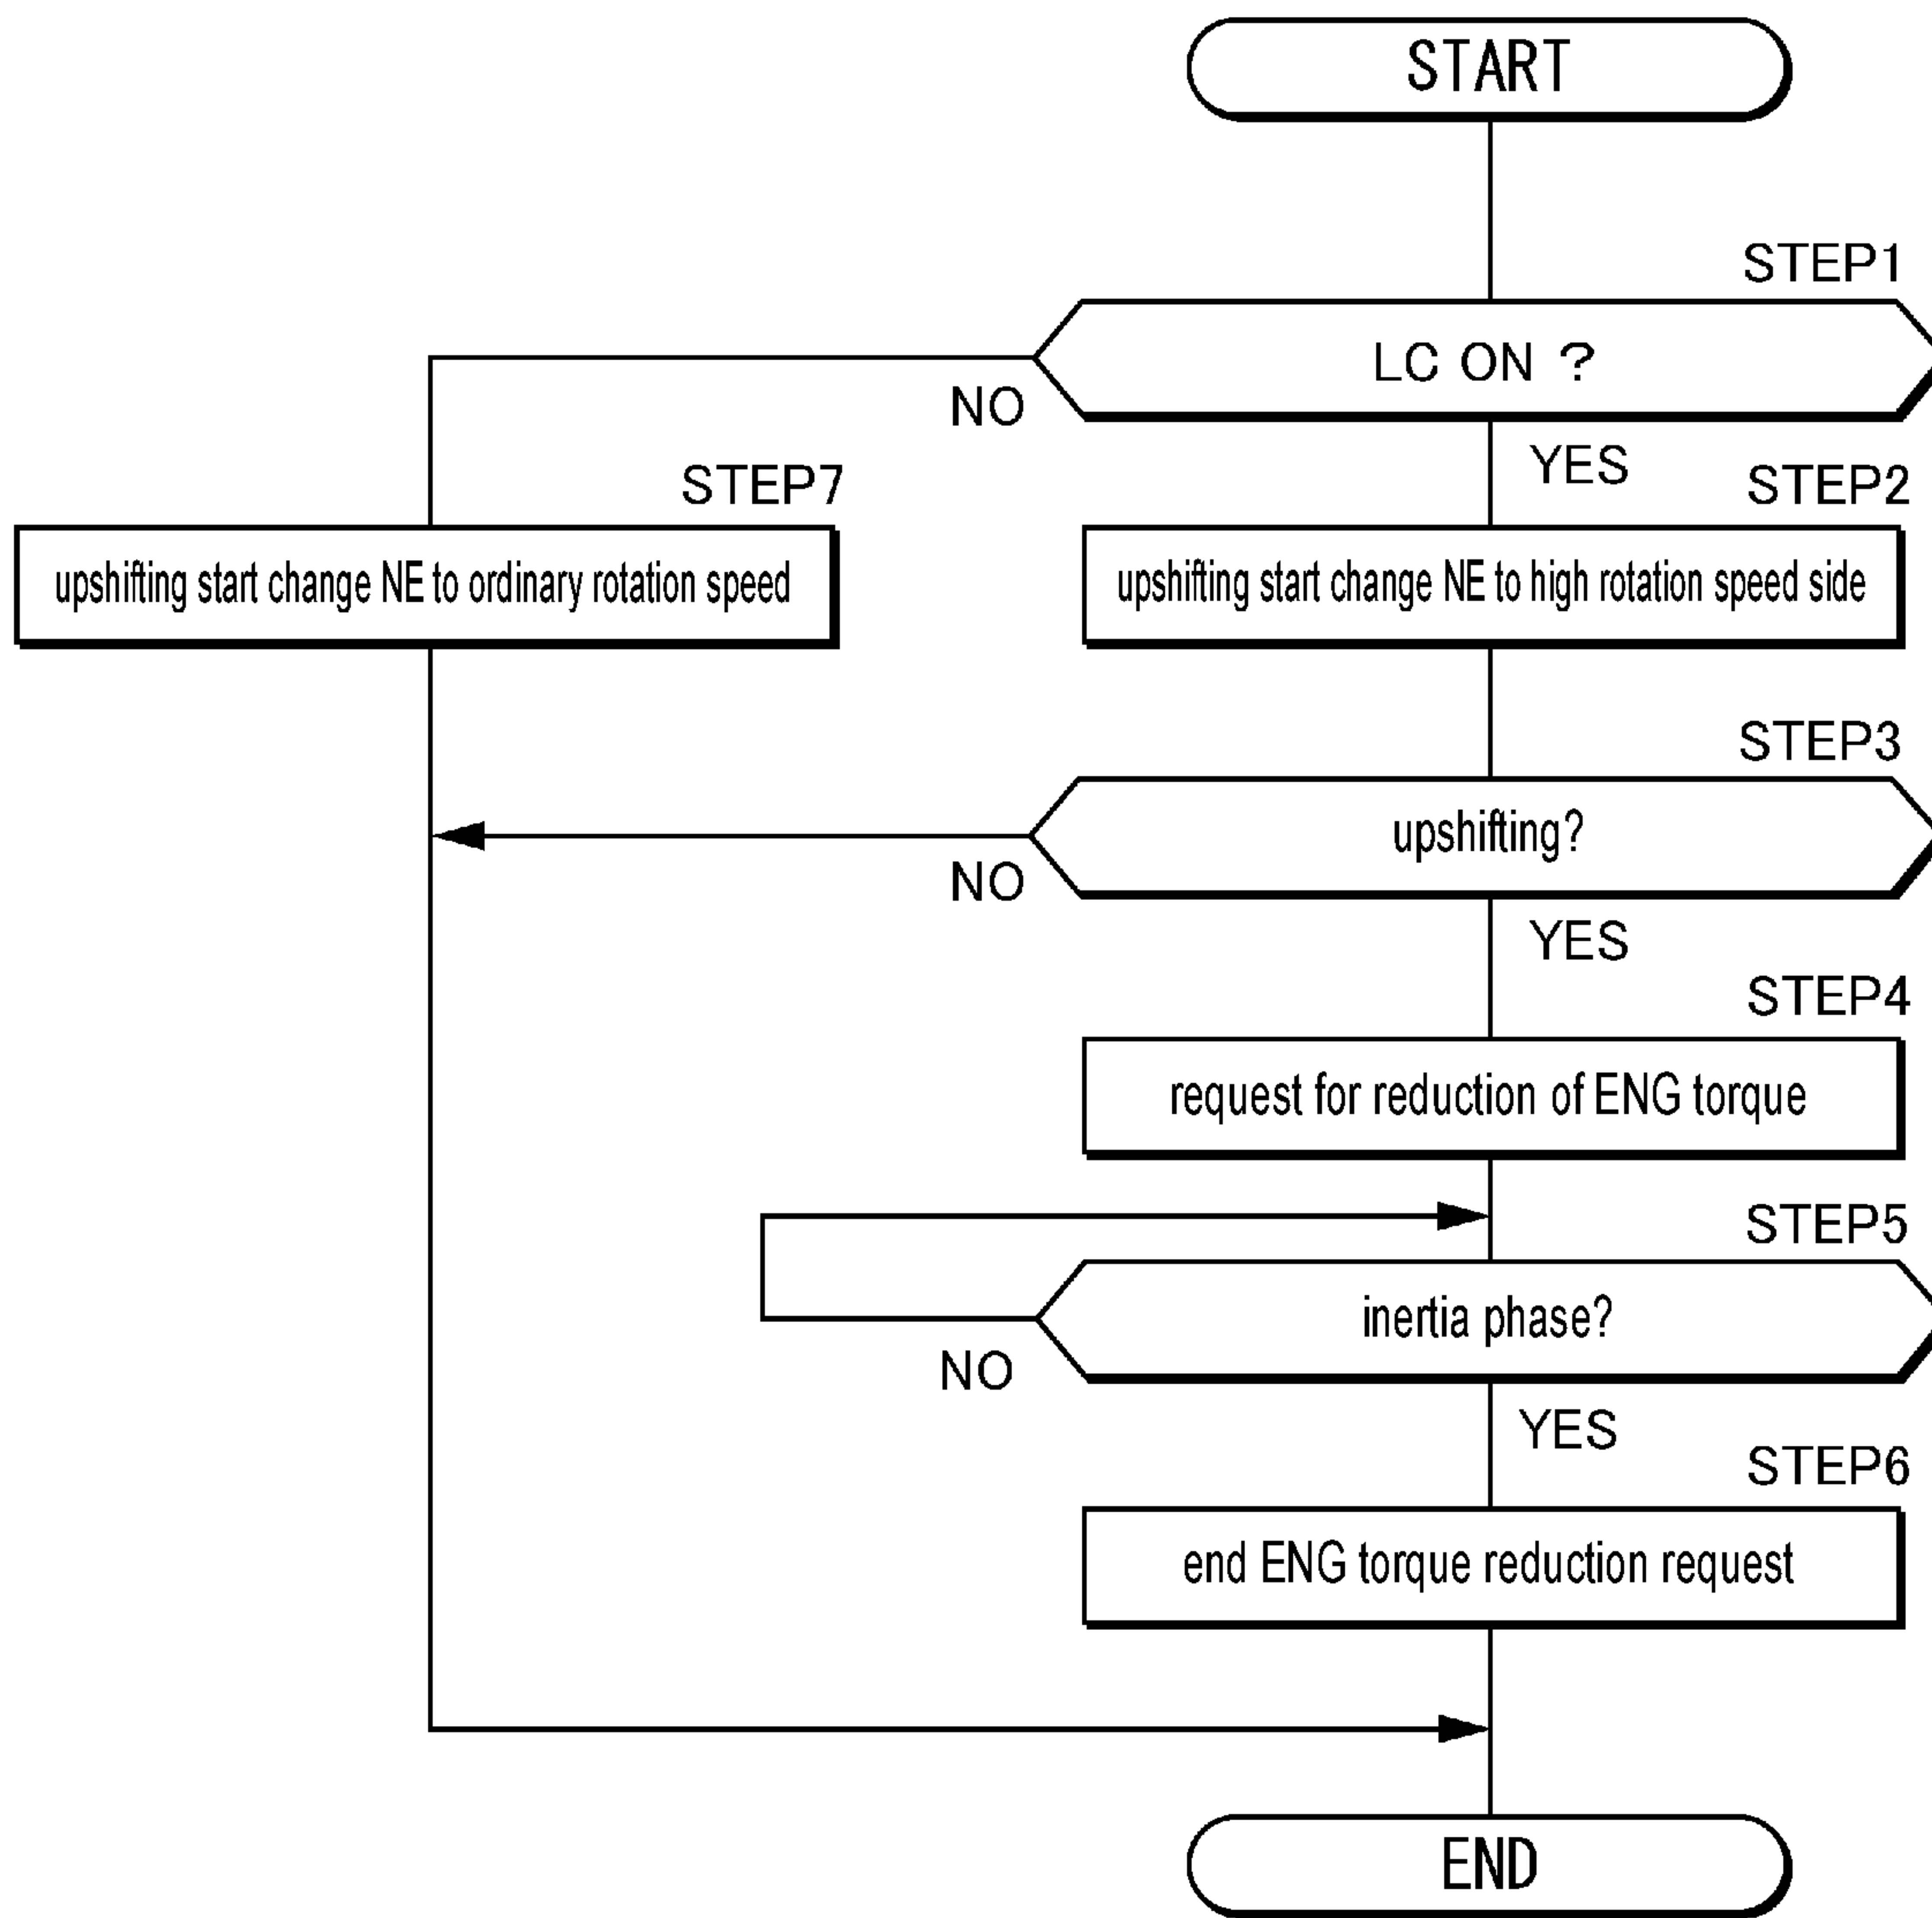 START
STEP1
LC ON ?
NO
YES
STEP7
STEP2
upshifting start change NE to ordinary rotation speed
upshifting start change NE to high rotation speed side
STEP3
upshifting?
NO
YES
STEP4
request for reduction of ENG torque
STEP5
inertia phase?
NO
YES
STEP6
end ENG torque reduction request
END